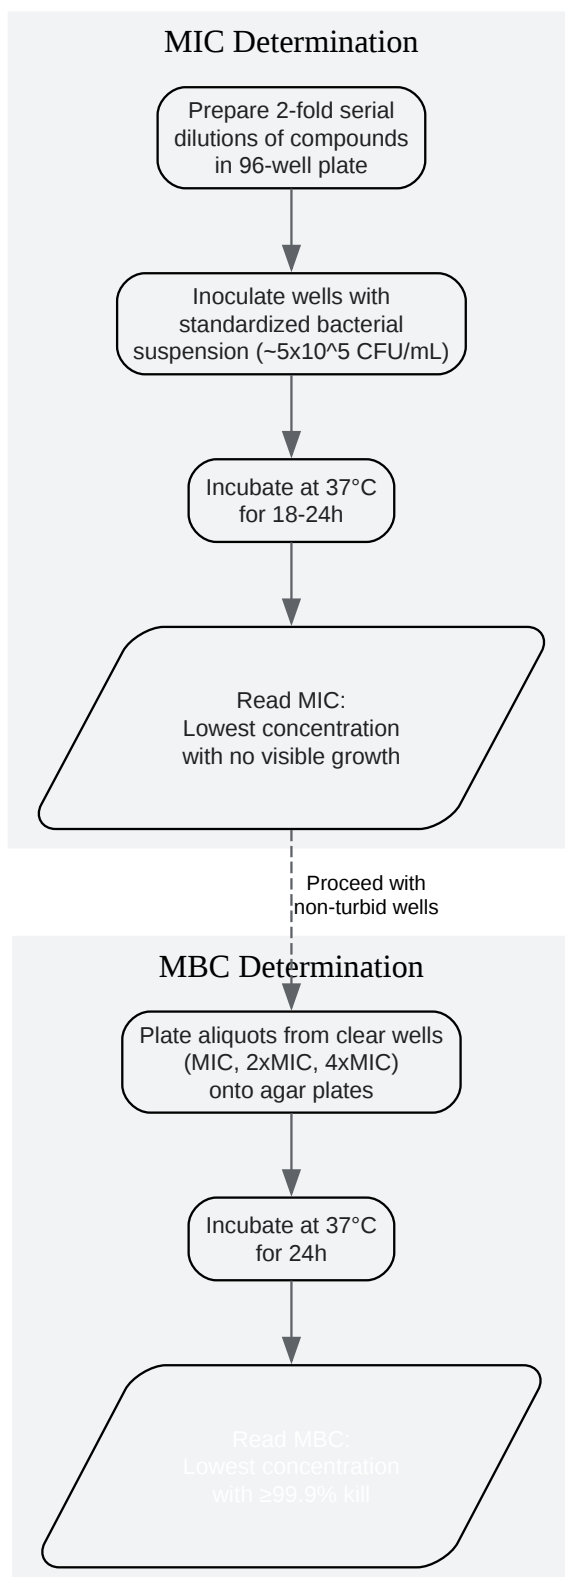 MIC Determination
Prepare 2-fold serial
dilutions of compounds
in 96-well plate
Inoculate wells with
standardized bacterial
suspension (~5x10^5 CFU/mL)
Incubate at 37°C
for 18-24h
Read MIC:
Lowest concentration
with no visible growth
Proceed with
non-turbid wells
MBC Determination
Plate aliquots from clear wells
(MIC, 2xMIC, 4xMIC)
onto agar plates
Incubate at 37°C
for 24h
Read MBC:
Lowest concentration
with ≥99.9% kill